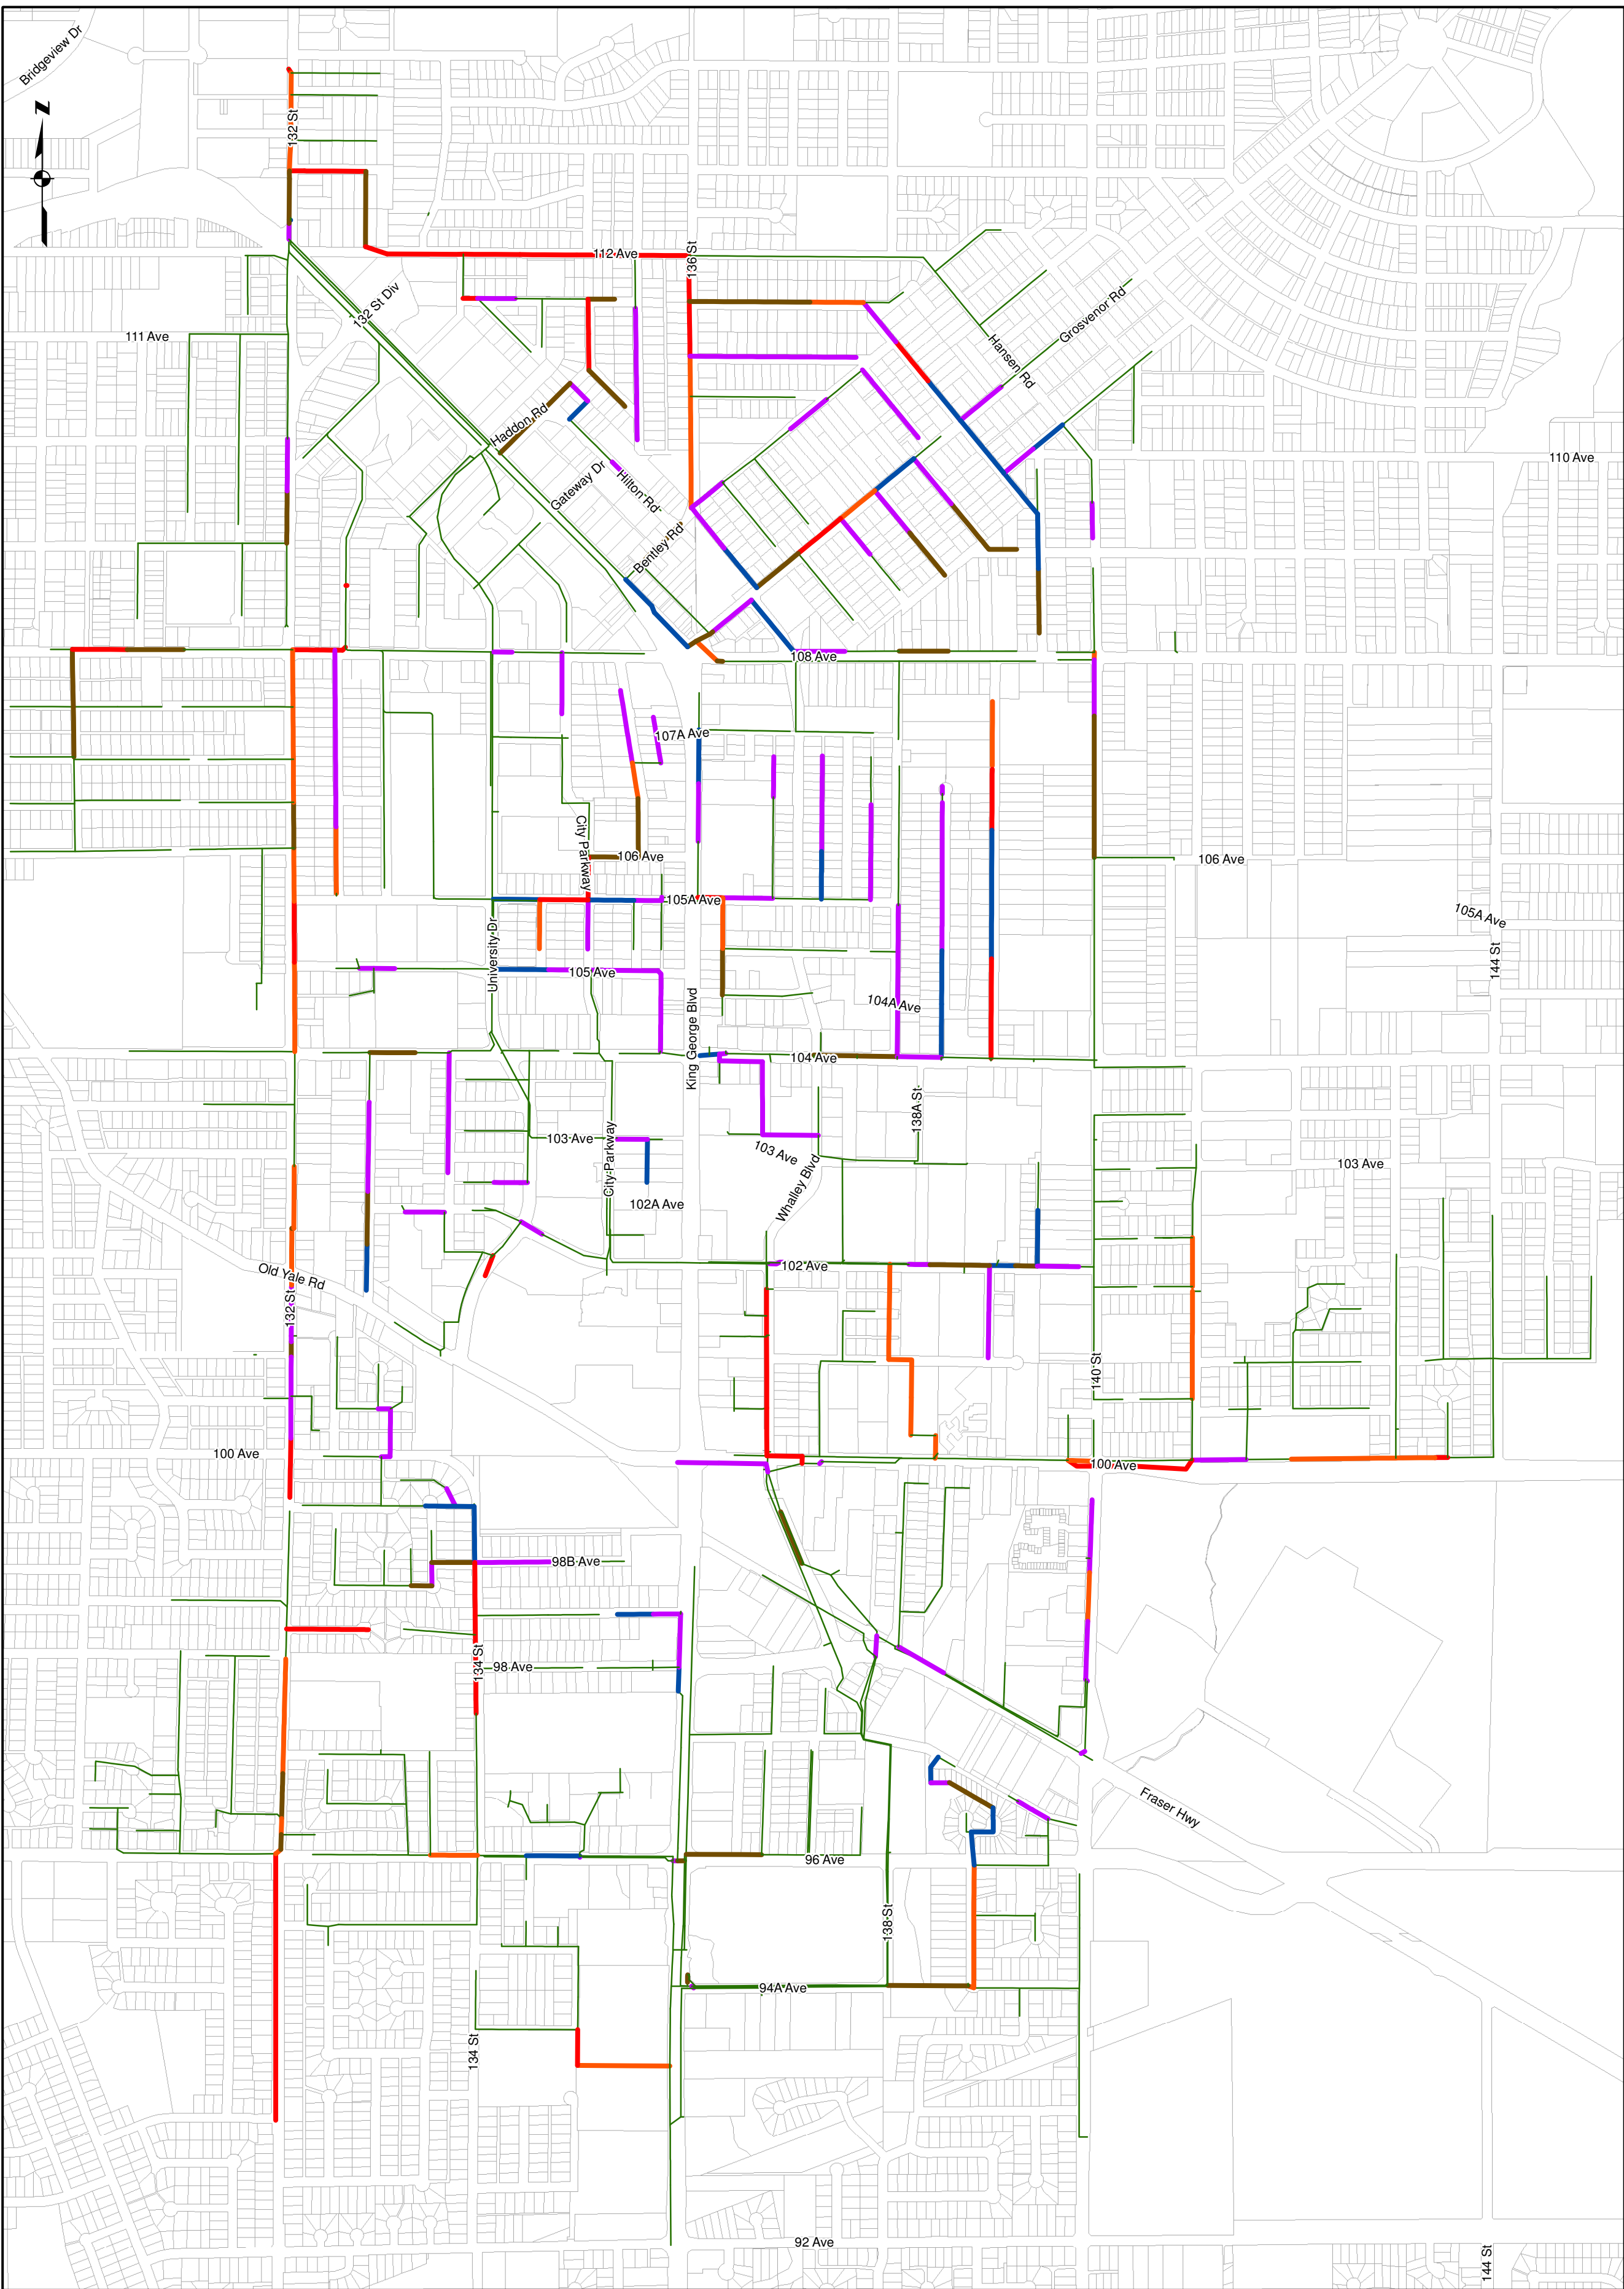 Bridgeview Dr
N
132 St
112 Ave
136 St
132 St Div
111 Ave
Grosvenor Rd
Hansen Rd
Haddon Rd
110 Ave
Gateway Dr
Hilton Rd
Bentley Rd
108 Ave
107A Ave
City Parkway
106 Ave
106 Ave
105A Ave
105A Ave
University Dr
144 St
105 Ave
104A Ave
King George Blvd
104 Ave
138A St
103 Ave
103 Ave
103 Ave
City Parkway
Whalley Blvd
102A Ave
102 Ave
Old Yale Rd
132 St
140 St
100 Ave
100 Ave
98B Ave
134 St
98 Ave
Fraser Hwy
96 Ave
138 St
94A Ave
134 St
92 Ave
144 St